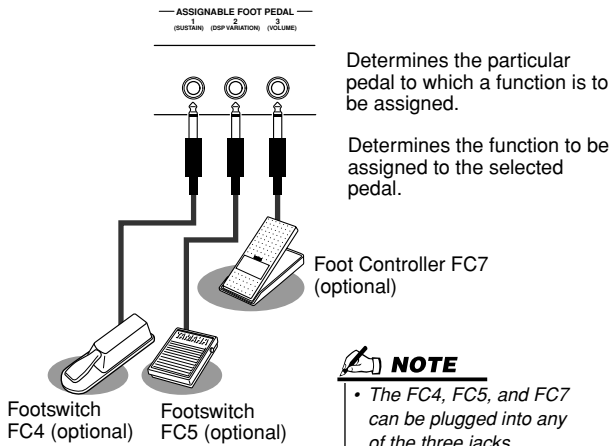 ASSIGNABLE FOOT PEDAL
1 2 3
(SUSTAIN) (DSP VARIATION) (VOLUME)
Determines the particular
pedal to which a function is to
be assigned.
Determines the function to be
assigned to the selected
pedal.
Foot Controller FC7
(optional)
YAMAHA
Footswitch
FC4 (optional)
Footswitch
FC5 (optional)
NOTE
• The FC4, FC5, and FC7
can be plugged into any
of the three jacks